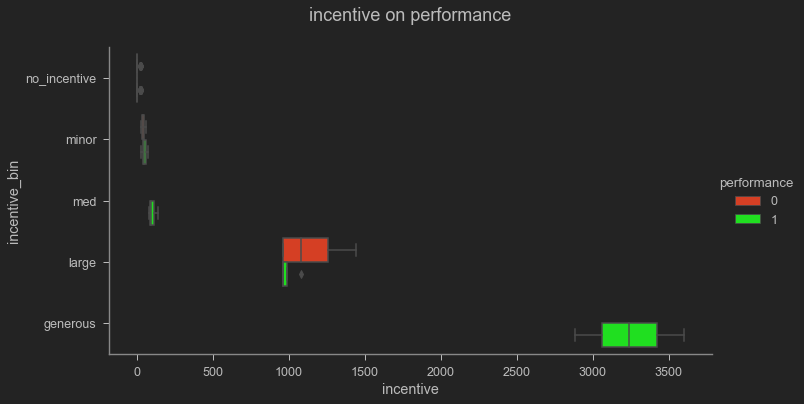 incentive on performance
no_incentive
minor
med
large
generous
incentive_bin
0
500
1000
1500
2000
2500
3000
3500
incentive
performance
0
1